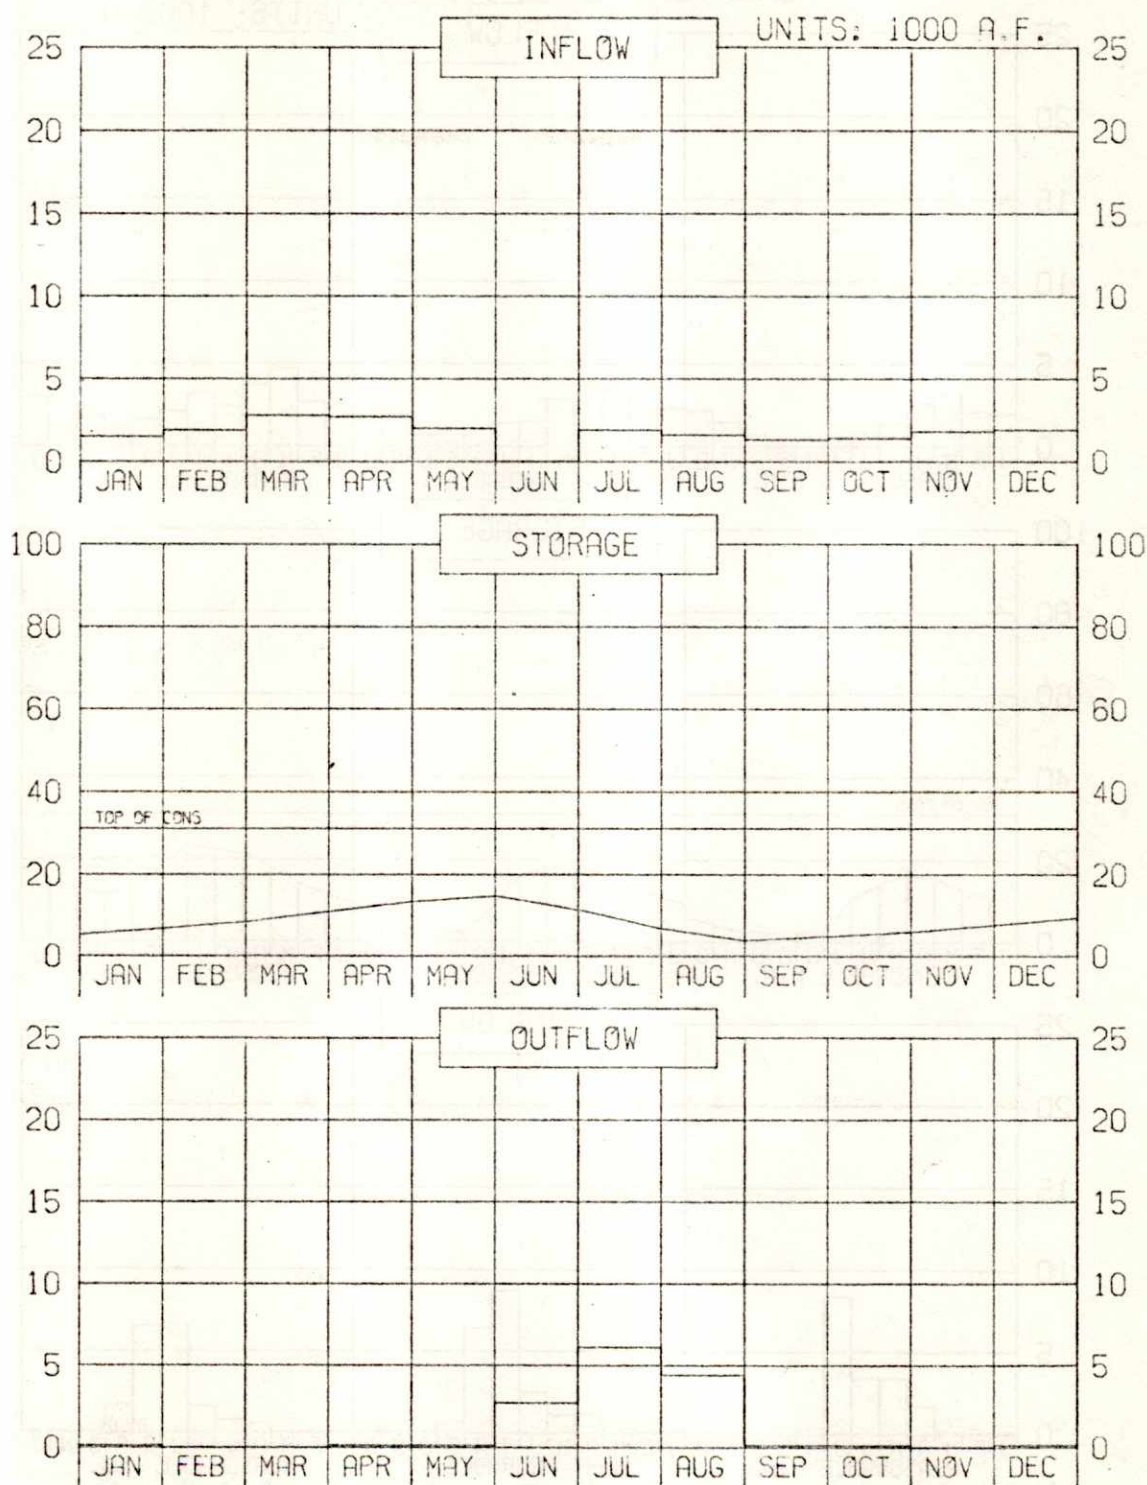 INFLOW
UNITS: 1000 A.F.
25 25
20 20
15 15
10 10
5 5
0 0
JAN FEB MAR APR MAY JUN JUL AUG SEP OCT NOV DEC
STORAGE
100 100
80 80
60 60
40 40
TOP OF CONS
20 20
0 0
JAN FEB MAR APR MAY JUN JUL AUG SEP OCT NOV DEC
OUTFLOW
25 25
20 20
15 15
10 10
5 5
0 0
JAN FEB MAR APR MAY JUN JUL AUG SEP OCT NOV DEC